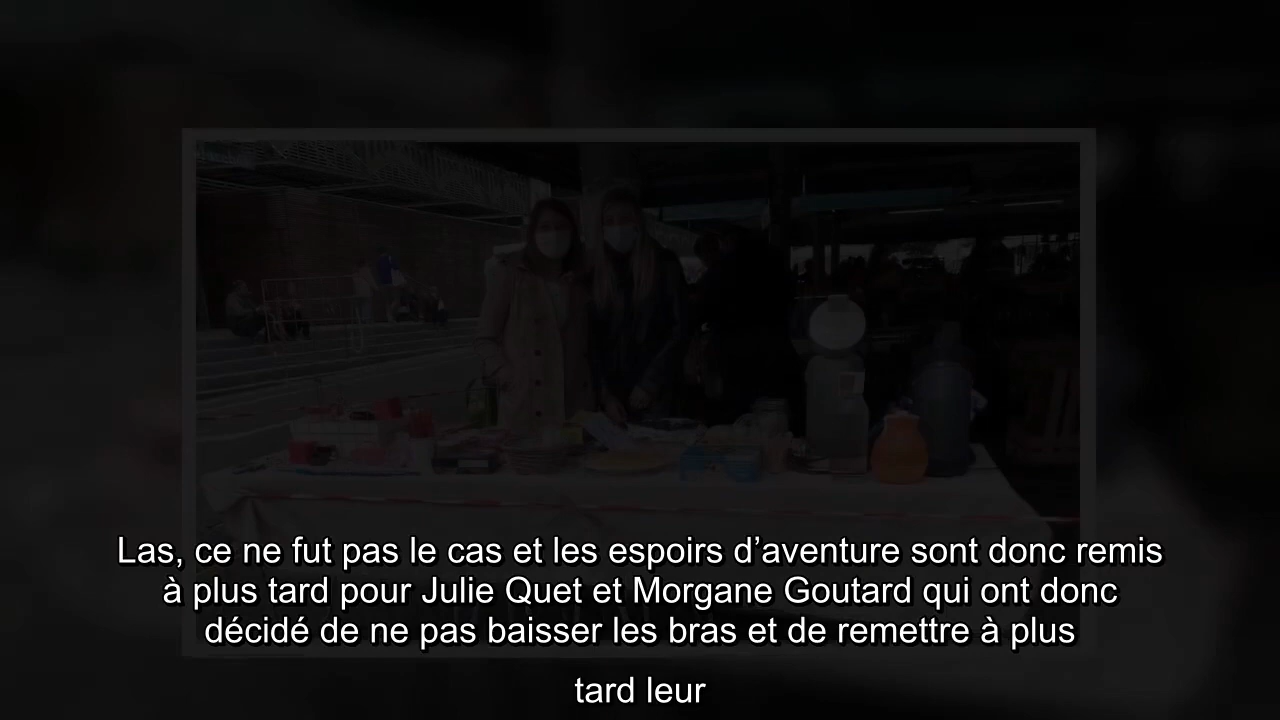 Las, ce ne fut pas le cas et les espoirs d’aventure sont donc remis
à plus tard pour Julie Quet et Morgane Goutard qui ont donc
décidé de ne pas baisser les bras et de remettre à plus
tard leur